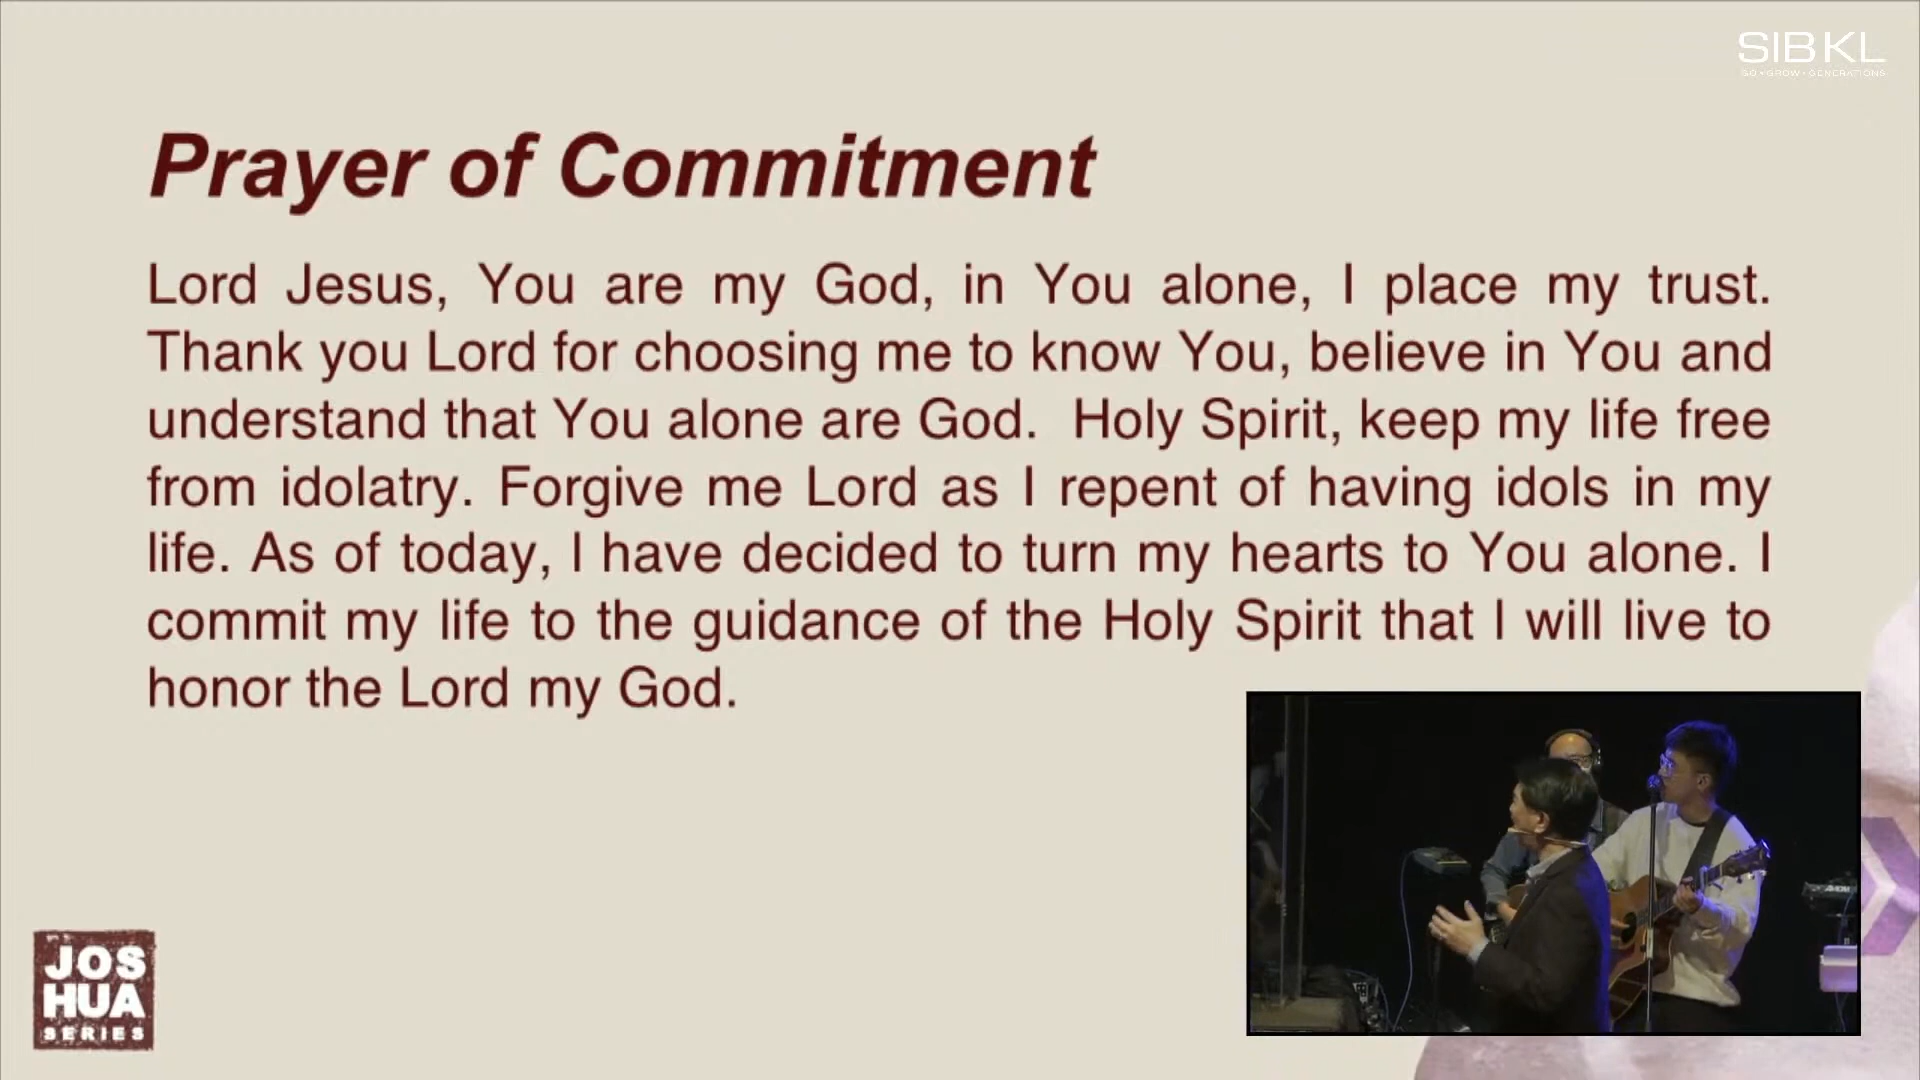 SIBKL
GO • GROW • GENERATIONS
Prayer of Commitment
Lord Jesus, You are my God, in You alone, I place my trust.
Thank you Lord for choosing me to know You, believe in You and
understand that You alone are God. Holy Spirit, keep my life free
from idolatry. Forgive me Lord as I repent of having idols in my
life. As of today, I have decided to turn my hearts to You alone. I
commit my life to the guidance of the Holy Spirit that I will live to
honor the Lord my God.
JOS
HUA
SERIES